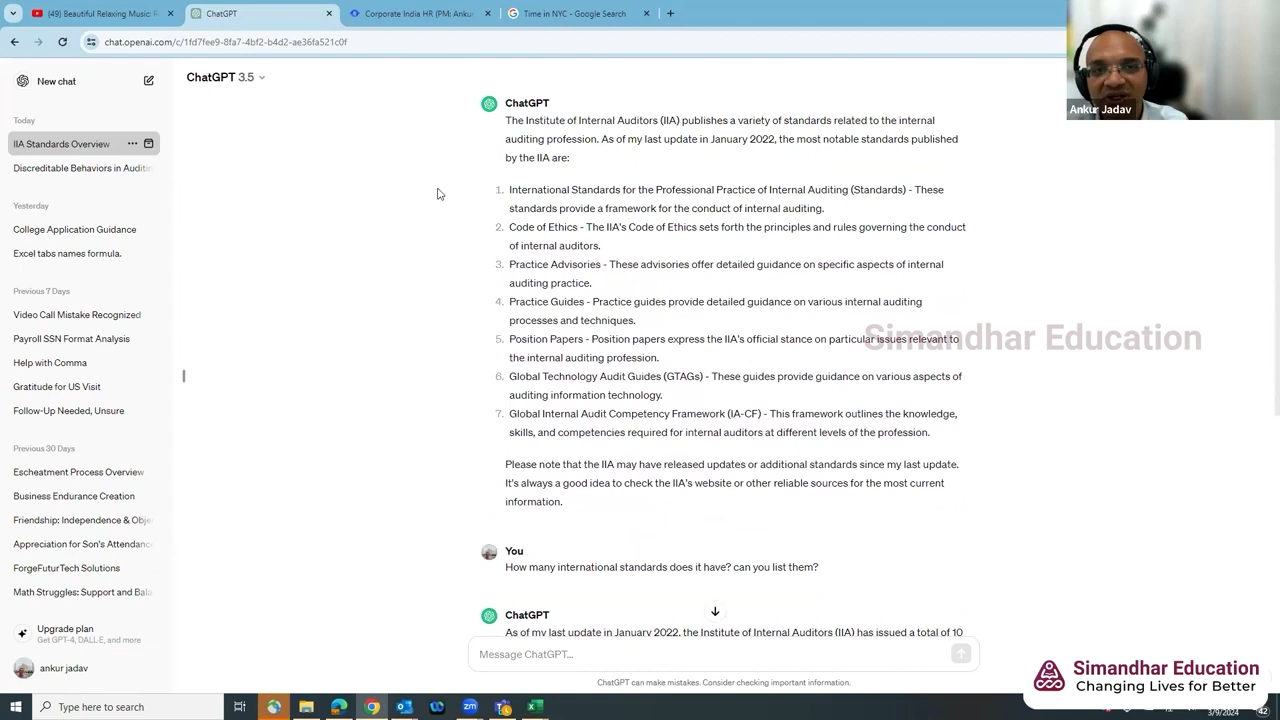 (49) Beautiful Relaxing Music
ChatGPT
Corporate India HR (PM: Ankur
Time in NYC - Google Search
chat.openai.com/c/1fd7fee9-8fa7-4bf2-b4d2-ae36fa521c0f
Ankur Jadav
New chat
ChatGPT 3.5
Today
IIA Standards Overview
Discreditable Behaviors in Auditin
Yesterday
College Application Guidance
Excel tabs names formula.
Previous 7 Days
Video Call Mistake Recognized
Payroll SSN Format Analysis
Help with Comma
Gratitude for US Visit
Follow-Up Needed, Unsure
Previous 30 Days
Escheatment Process Overview
Business Endurance Creation
Friendship: Independence & Obje
Appreciation for Son's Attendance
ForgeFuturTech Solutions
Math Struggles: Support and Bala
Upgrade plan
Get GPT-4, DALL·E, and more
ankur jadav
ChatGPT
The Institute of Internal Auditors (IIA) publishes a variety of standards related to the internal
auditing profession. As of my last update in January 2022, the most notable standards published
by the IIA are:
1. International Standards for the Professional Practice of Internal Auditing (Standards) - These
standards provide a framework for the conduct of internal auditing.
2. Code of Ethics - The IIA's Code of Ethics sets forth the principles and rules governing the conduct
of internal auditors.
3. Practice Advisories - These advisories offer detailed guidance on specific aspects of internal
auditing practice.
4. Practice Guides - Practice guides provide detailed guidance on various internal auditing
processes and techniques.
5. Position Papers - Position papers express the IIA's official stance on particular issues relevant to
the internal auditing profession.
6. Global Technology Audit Guides (GTAGs) - These guides provide guidance on various aspects of
auditing information technology.
7. Global Internal Audit Competency Framework (IA-CF) - This framework outlines the knowledge,
skills, and competencies required for internal auditors at different levels of the profession.
Please note that the IIA may have released updates or additional standards since my last update.
It's always a good idea to check the IIA's website or other reliable sources for the most current
information.
You
How many international standards does it have? can you list them?
ChatGPT
As of my last update in January 2022, the Institute of Internal Auditors (IIA) has issued a total of 10
Message ChatGPT...
ChatGPT can make mistakes. Consider checking important information.
Simandhar Education
Simandhar Education
Changing Lives for Better
Type here to search
3/9/2024
42